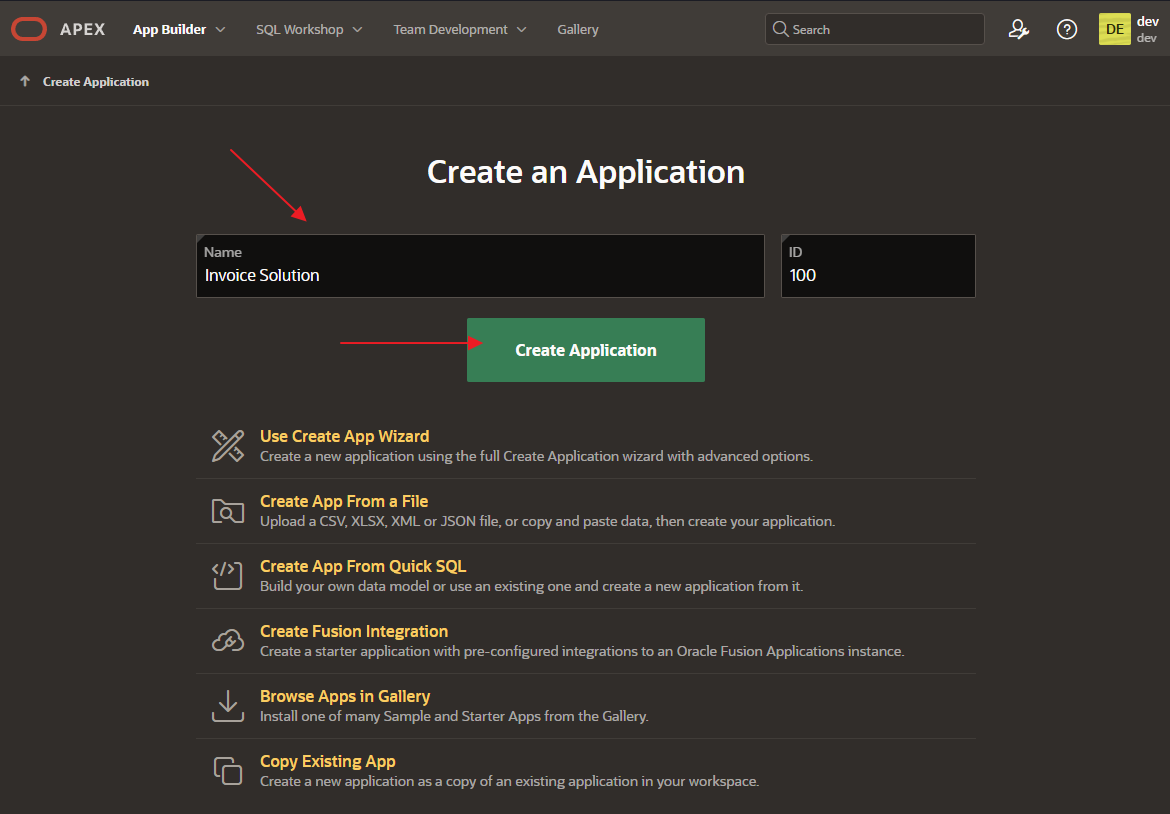 APEX App Builder SQL Workshop Team Development Gallery Search DE dev
dev
Create Application
Create an Application
Name ID
Invoice Solution 100
Create Application
Use Create App Wizard
Create a new application using the full Create Application wizard with advanced options.
Create App From a File
Upload a CSV, XLSX, XML or JSON file, or copy and paste data, then create your application.
Create App From Quick SQL
Build your own data model or use an existing one and create a new application from it.
Create Fusion Integration
Create a starter application with pre-configured integrations to an Oracle Fusion Applications instance.
Browse Apps in Gallery
Install one of many Sample and Starter Apps from the Gallery.
Copy Existing App
Create a new application as a copy of an existing application in your workspace.